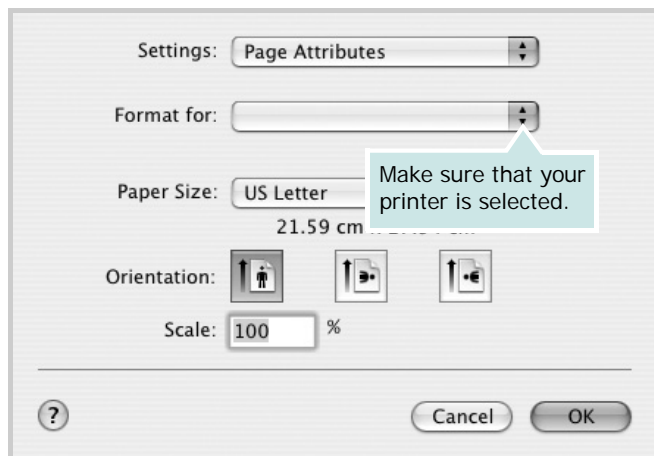 Settings: Page Attributes
Format for:
Make sure that your
printer is selected.
Paper Size: US Letter
21.59 cm
Orientation:
Scale: 100 %
? Cancel OK